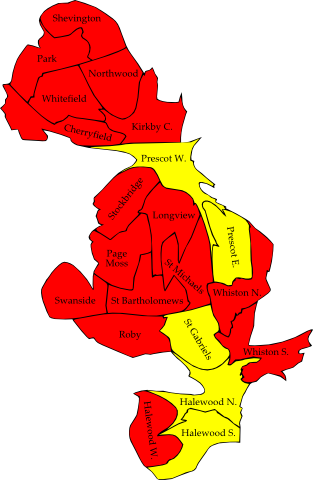 Shevington
Park
Northwood
Whitefield
Cherryfield
Kirkby C.
Prescot W.
Stockbridge
Longview
Prescot E.
Page
Moss
St Michaels
Whiston N.
Swanside
St Bartholomews
Roby
St Gabriels
Whiston S.
Halewood N.
Halewood W.
Halewood S.